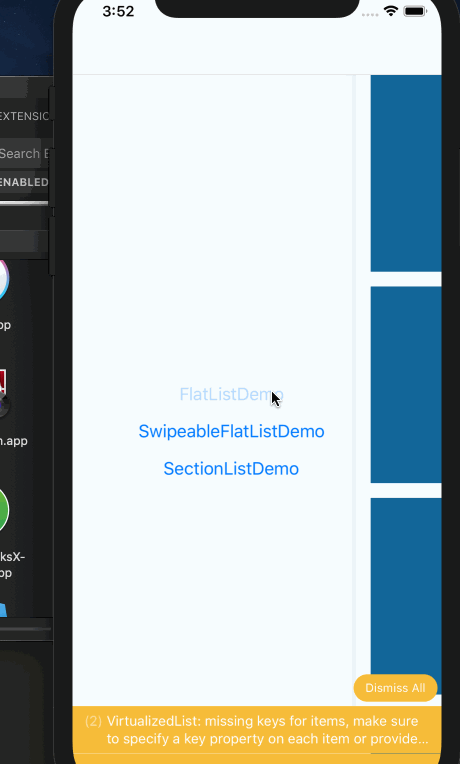 3:52
EXTENSIO
Search E
ENABLED
pp
n.app
ksX-
pp
FlatListDemo
SwipeableFlatListDemo
SectionListDemo
Dismiss All
(2) VirtualizedList: missing keys for items, make sure
to specify a key property on each item or provide...